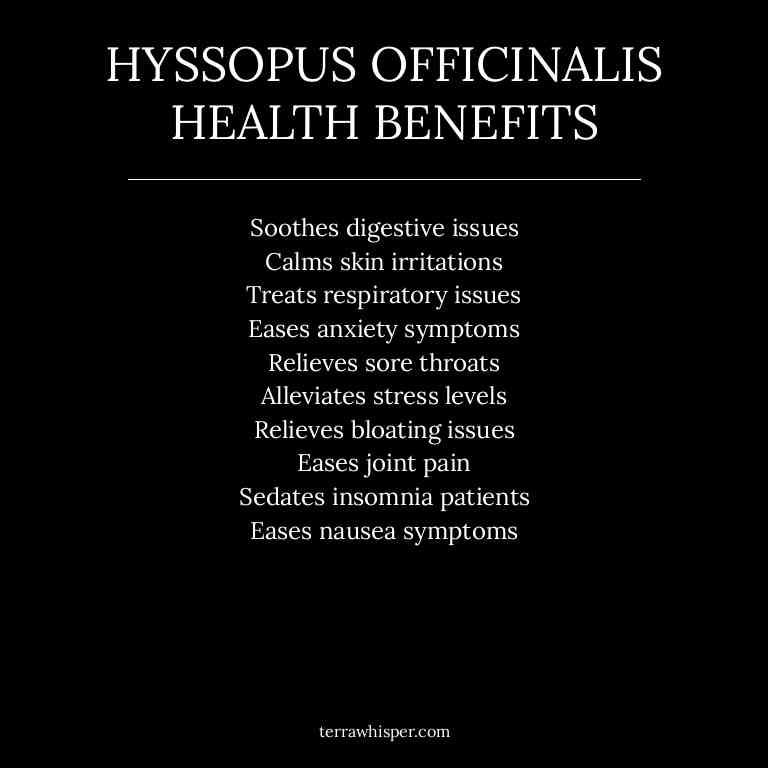 HYSSOPUS OFFICINALIS
HEALTH BENEFITS
Soothes digestive issues
Calms skin irritations
Treats respiratory issues
Eases anxiety symptoms
Relieves sore throats
Alleviates stress levels
Relieves bloating issues
Eases joint pain
Sedates insomnia patients
Eases nausea symptoms
terrawhisper.com